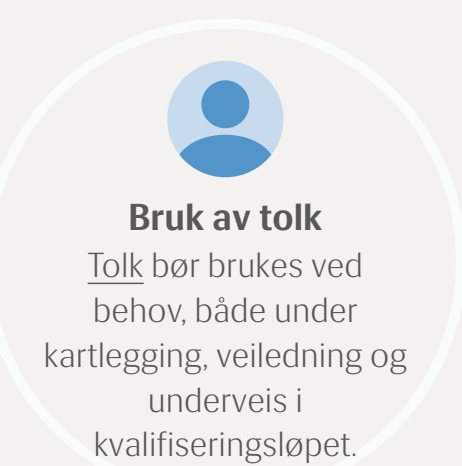 Bruk av tolk
Tolk bør brukes ved
behov, både under
kartlegging, veiledning og
underveis i
kvalifiseringsløpet.